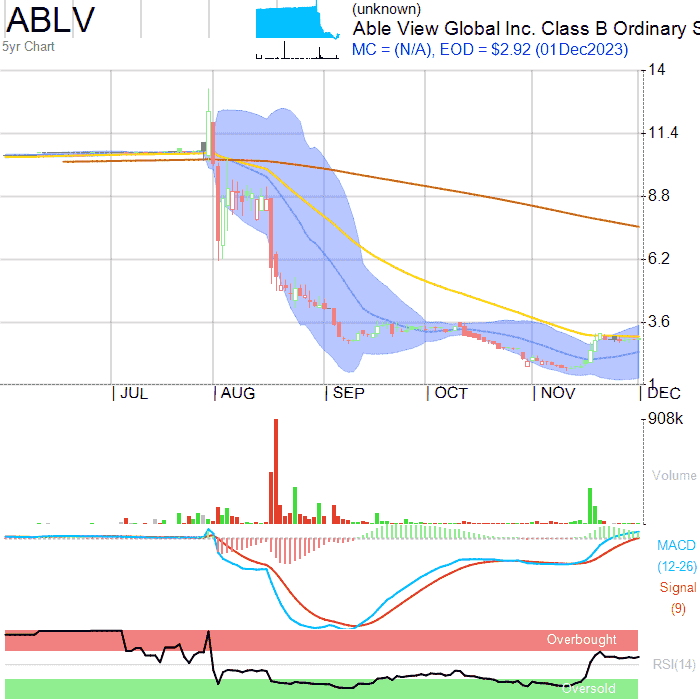 ABLV
5yr Chart
(unknown)
Able View Global Inc. Class B Ordinary S
MC = (N/A), EOD = $2.92 (01Dec2023)
14
11.4
8.8
6.2
3.6
1
JUL AUG SEP OCT NOV DEC
908k
Volume
MACD
(12-26)
Signal
(9)
Overbought
RSI(14)
Oversold